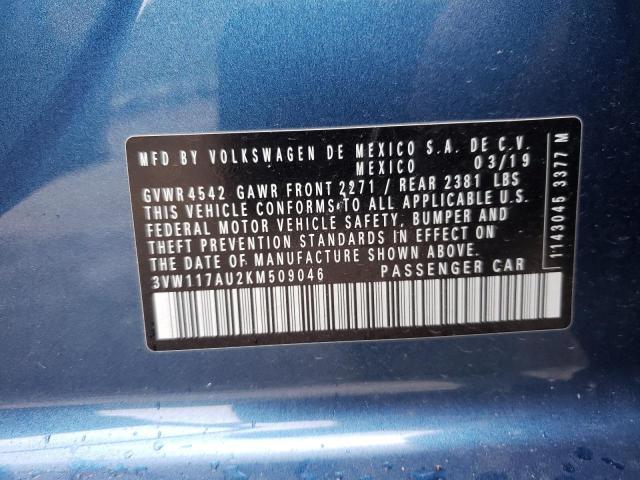 MFD BY VOLKSWAGEN DE MEXICO S.A. DE C.V.
MEXICO 03/19
GVWR 4542 GAWR FRONT 2271 / REAR 2381 LBS
THIS VEHICLE CONFORMS TO ALL APPLICABLE U.S.
FEDERAL MOTOR VEHICLE SAFETY, BUMPER AND
THEFT PREVENTION STANDARDS IN EFFECT ON
THE DATE OF MANUFACTURE SHOWN ABOVE.
3VW117AU2KM509046 PASSENGER CAR
1143046 3377 M